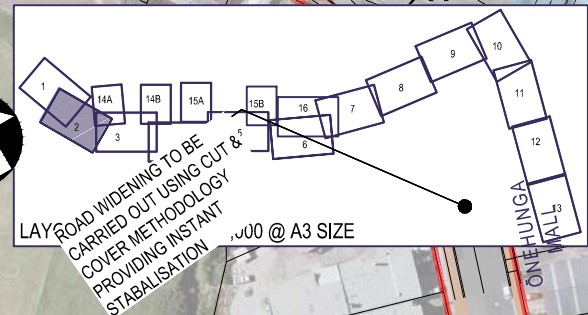 1
2
14A
3
14B
15A
15B
5
16
6
7
8
9
10
11
12
13
ROAD WIDENING TO BE
CARRIED OUT USING CUT &
COVER METHODOLOGY
PROVIDING INSTANT
STABALISATION
,000 @ A3 SIZE
ONEHUNGA
MALL